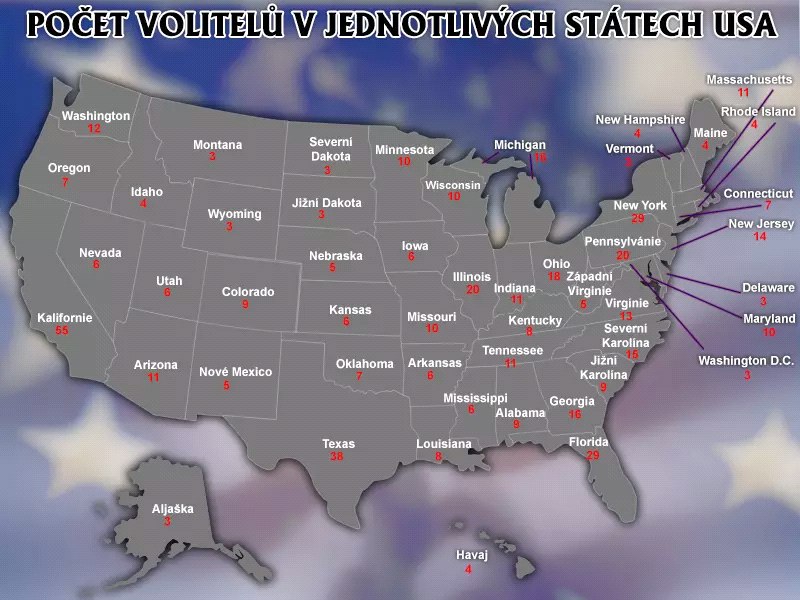 POČET VOLITELŮ V JEDNOTLIVÝCH STÁTECH USA
Massachusetts
11
Rhode Island
4
New Hampshire
4
Maine
4
Vermont
3
Washington
12
Montana
3
Severní
Dakota
3
Minnesota
10
Michigan
16
Oregon
7
Idaho
4
Wisconsin
10
Connecticut
7
Wyoming
3
Jižní Dakota
3
New York
29
New Jersey
14
Pennsylvánie
20
Nevada
6
Nebraska
5
Iowa
6
Utah
6
Colorado
9
Illinois
20
Indiana
11
Ohio
18
Západní
Virginie
5
Delaware
3
Virginie
13
Maryland
10
Kalifornie
55
Kansas
6
Missouri
10
Kentucky
8
Severní
Karolína
15
Tennessee
11
Washington D.C.
3
Arizona
11
Nové Mexico
5
Oklahoma
7
Arkansas
6
Jižní
Karolína
9
Mississippi
6
Alabama
9
Georgia
16
Texas
38
Louisiana
8
Florida
29
Aljaška
3
Havaj
4